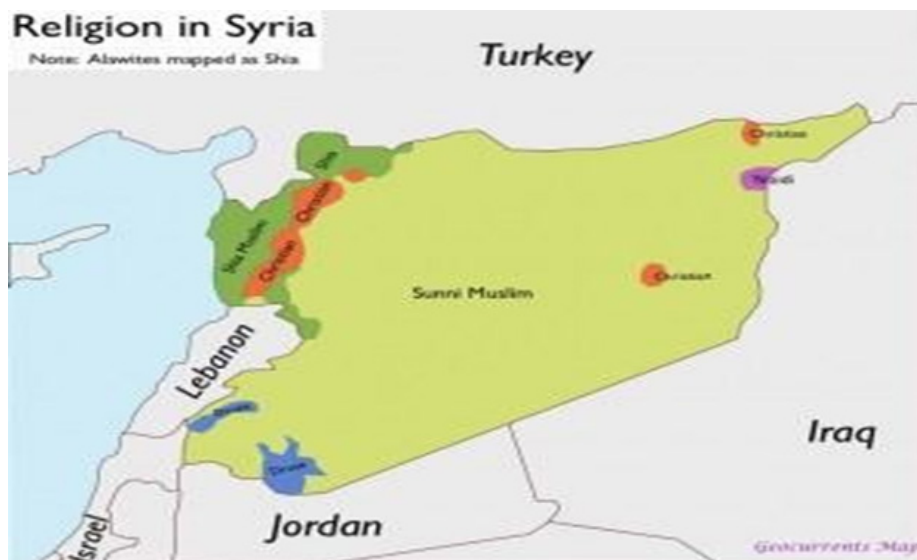 Religion in Syria
Note: Alawites mapped as Shia
Turkey
Christian
Shia
Yezidi
Christian
Shia Muslim
Christian
Christian
Sunni Muslim
Lebanon
Druze
Iraq
Druze
Jordan
Israel
Geocurrents Map